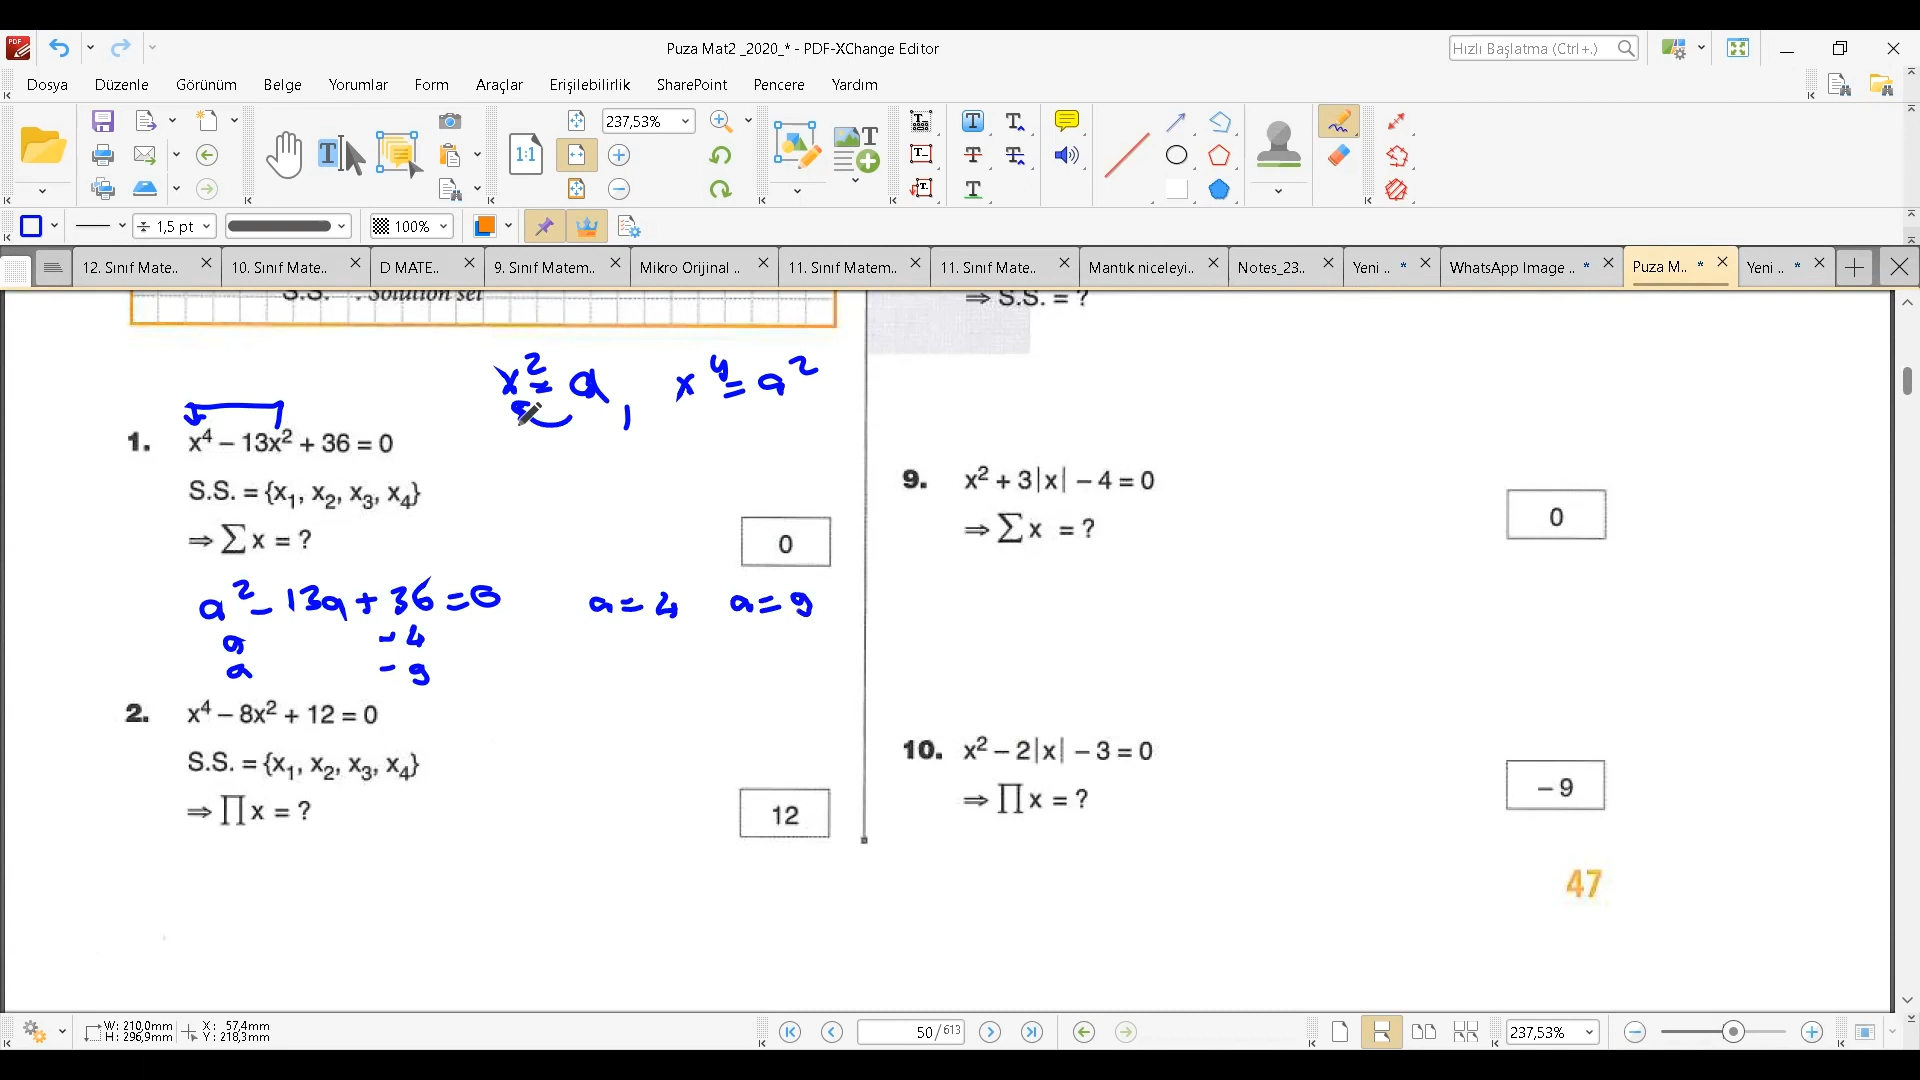 Puza Mat2 _2020_* - PDF-XChange Editor
Hızlı Başlatma (Ctrl+.)
Dosya Düzenle Görünüm Belge Yorumlar Form Araçlar Erişilebilirlik SharePoint Pencere Yardım
237,53%
1:1
1,5 pt
100%
12. Sınıf Mate..
10. Sınıf Mate..
D MATE..
9. Sınıf Matem..
Mikro Orijinal ..
11. Sınıf Matem..
11. Sınıf Mate..
Mantık niceleyi..
Notes_23..
Yeni .. *
WhatsApp Image .. *
Puza M.. *
Yeni .. *
S.S. : Solution set
x² = a, x⁴ = a²
1. x⁴ – 13x² + 36 = 0
S.S. = {x₁, x₂, x₃, x₄}
⇒ ∑x = ?
0
a² – 13a + 36 = 0 a = 4 a = 9
a – 4
a – 9
2. x⁴ – 8x² + 12 = 0
S.S. = {x₁, x₂, x₃, x₄}
⇒ ∏x = ?
12
⇒ S.S. = ?
9. x² + 3|x| – 4 = 0
⇒ ∑x = ?
0
10. x² – 2|x| – 3 = 0
⇒ ∏x = ?
– 9
47
W: 210,0mm
H: 296,9mm
X: 57,4mm
Y: 218,3mm
50 / 613
237,53%